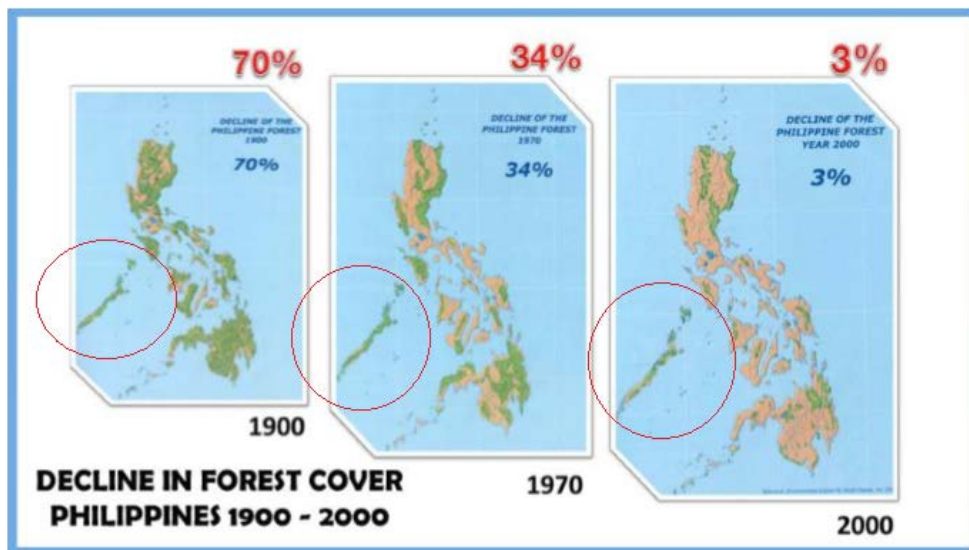 70%
34%
3%
DECLINE OF THE
PHILIPPINE FOREST
1900
70%
DECLINE OF THE
PHILIPPINE FOREST
1970
34%
DECLINE OF THE
PHILIPPINE FOREST
YEAR 2000
3%
1900
1970
2000
DECLINE IN FOREST COVER
PHILIPPINES 1900 - 2000